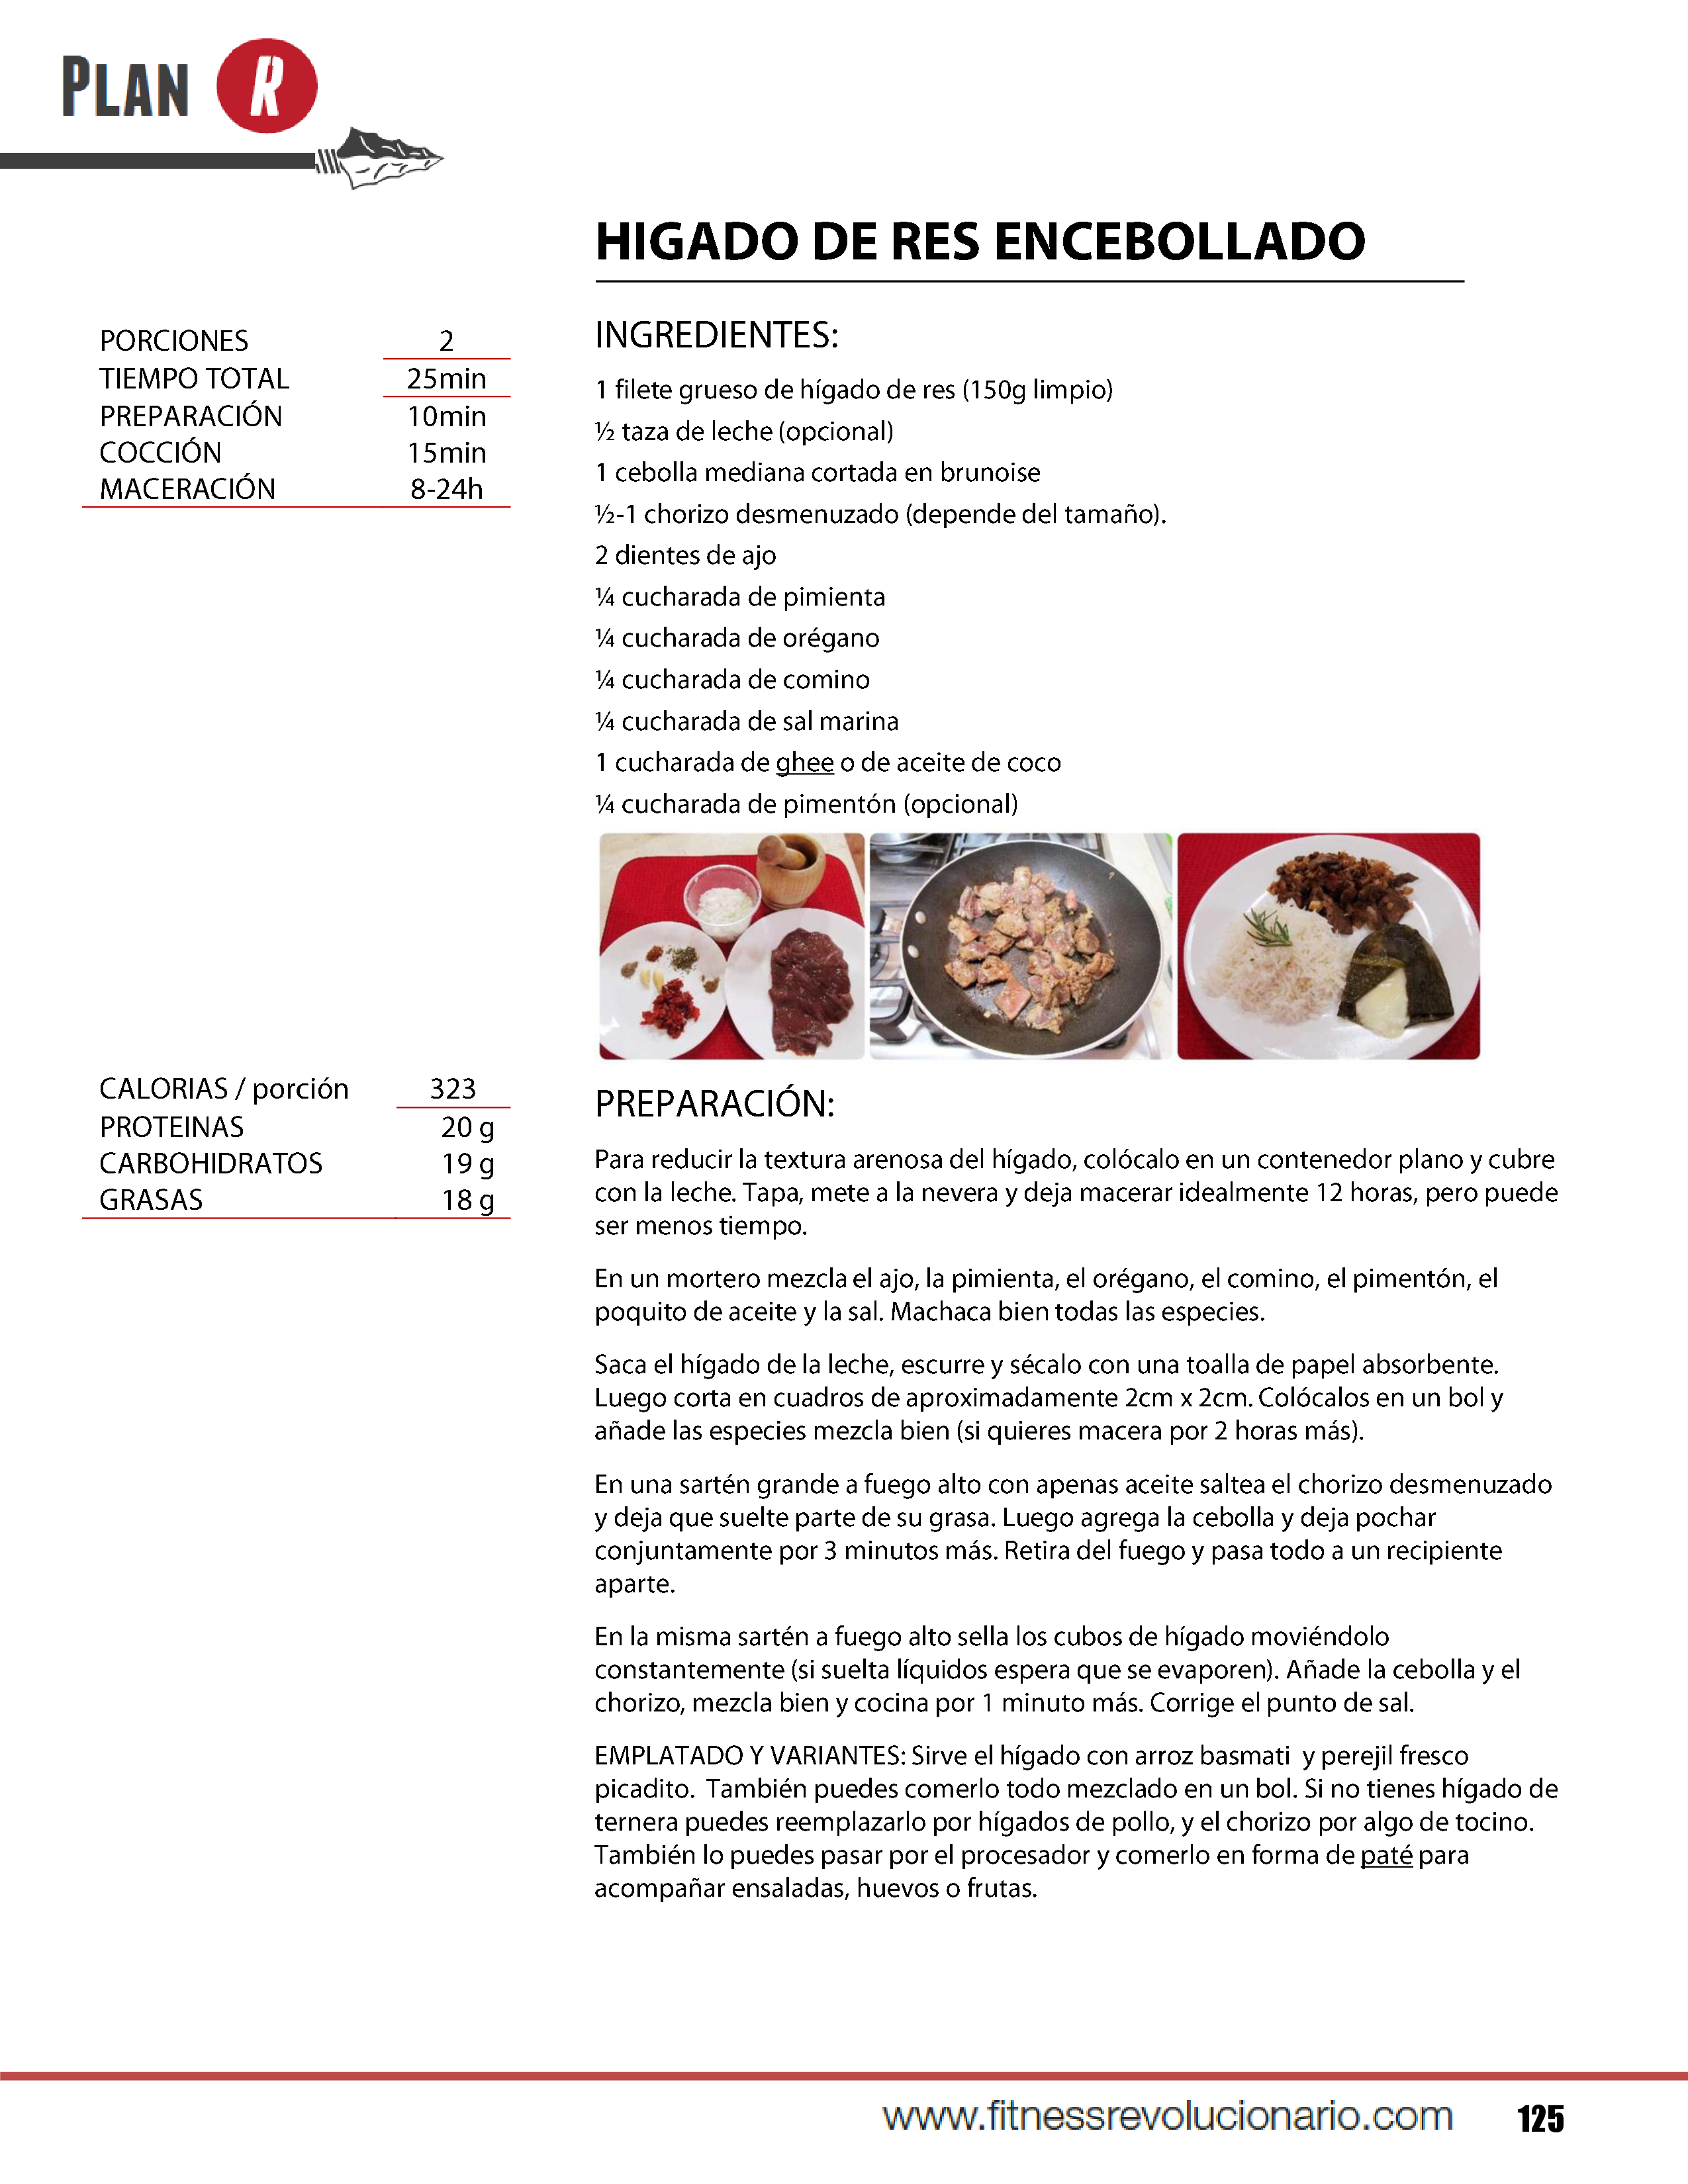 PLAN R
HIGADO DE RES ENCEBOLLADO
PORCIONES 2
TIEMPO TOTAL 25min
PREPARACIÓN 10min
COCCIÓN 15min
MACERACIÓN 8-24h
INGREDIENTES:
1 filete grueso de hígado de res (150g limpio)
½ taza de leche (opcional)
1 cebolla mediana cortada en brunoise
½-1 chorizo desmenuzado (depende del tamaño).
2 dientes de ajo
¼ cucharada de pimienta
¼ cucharada de orégano
¼ cucharada de comino
¼ cucharada de sal marina
1 cucharada de ghee o de aceite de coco
¼ cucharada de pimentón (opcional)
CALORIAS / porción 323
PROTEINAS 20 g
CARBOHIDRATOS 19 g
GRASAS 18 g
PREPARACIÓN:
Para reducir la textura arenosa del hígado, colócalo en un contenedor plano y cubre
con la leche. Tapa, mete a la nevera y deja macerar idealmente 12 horas, pero puede
ser menos tiempo.
En un mortero mezcla el ajo, la pimienta, el orégano, el comino, el pimentón, el
poquito de aceite y la sal. Machaca bien todas las especies.
Saca el hígado de la leche, escurre y sécalo con una toalla de papel absorbente.
Luego corta en cuadros de aproximadamente 2cm x 2cm. Colócalos en un bol y
añade las especies mezcla bien (si quieres macera por 2 horas más).
En una sartén grande a fuego alto con apenas aceite saltea el chorizo desmenuzado
y deja que suelte parte de su grasa. Luego agrega la cebolla y deja pochar
conjuntamente por 3 minutos más. Retira del fuego y pasa todo a un recipiente
aparte.
En la misma sartén a fuego alto sella los cubos de hígado moviéndolo
constantemente (si suelta líquidos espera que se evaporen). Añade la cebolla y el
chorizo, mezcla bien y cocina por 1 minuto más. Corrige el punto de sal.
EMPLATADO Y VARIANTES: Sirve el hígado con arroz basmati  y perejil fresco
picadito.  También puedes comerlo todo mezclado en un bol. Si no tienes hígado de
ternera puedes reemplazarlo por hígados de pollo, y el chorizo por algo de tocino.
También lo puedes pasar por el procesador y comerlo en forma de paté para
acompañar ensaladas, huevos o frutas.
www.fitnessrevolucionario.com 125